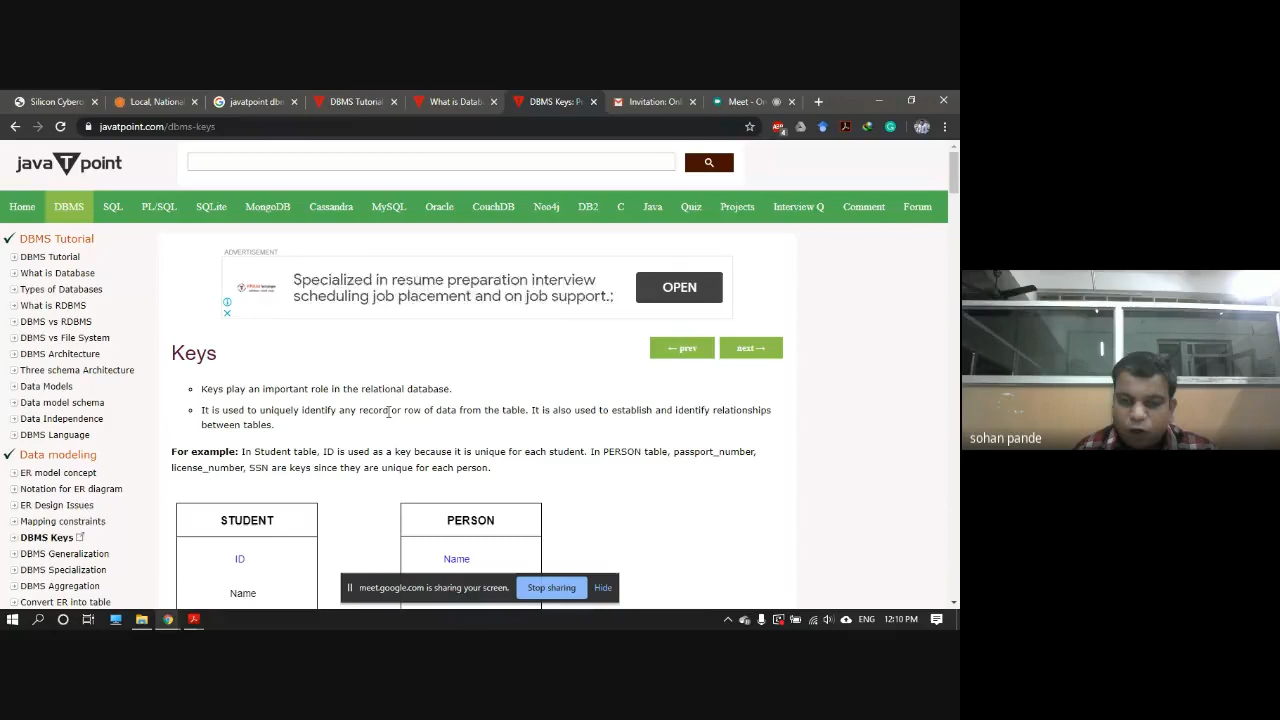 Silicon Cyberc
Local, National
javatpoint dbm
DBMS Tutorial
What is Datab
DBMS Keys: Pr
Invitation: Onl
Meet - On
javatpoint.com/dbms-keys
java T point
Home DBMS SQL PL/SQL SQLite MongoDB Cassandra MySQL Oracle CouchDB Neo4j DB2 C Java Quiz Projects Interview Q Comment Forum
DBMS Tutorial
DBMS Tutorial
What is Database
Types of Databases
What is RDBMS
DBMS vs RDBMS
DBMS vs File System
DBMS Architecture
Three schema Architecture
Data Models
Data model schema
Data Independence
DBMS Language
Data modeling
ER model concept
Notation for ER diagram
ER Design Issues
Mapping constraints
DBMS Keys
DBMS Generalization
DBMS Specialization
DBMS Aggregation
Convert ER into table
ADVERTISEMENT
Specialized in resume preparation interview
scheduling job placement and on job support.;
OPEN
Keys
← prev
next →
Keys play an important role in the relational database.
It is used to uniquely identify any record or row of data from the table. It is also used to establish and identify relationships
between tables.
For example: In Student table, ID is used as a key because it is unique for each student. In PERSON table, passport_number,
license_number, SSN are keys since they are unique for each person.
STUDENT
ID
Name
PERSON
Name
meet.google.com is sharing your screen.
Stop sharing
Hide
ENG
12:10 PM
sohan pande